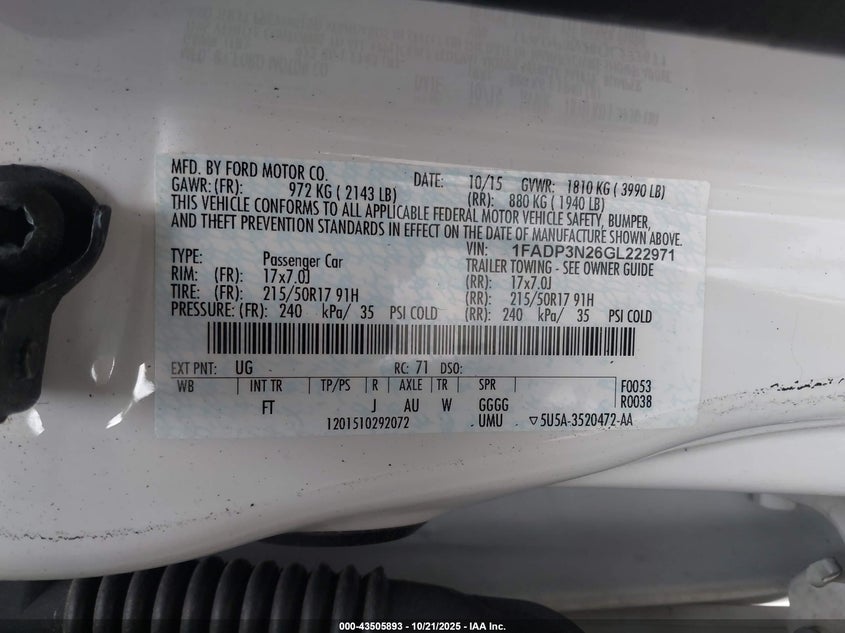 MFD. BY FORD MOTOR CO. DATE: 10/15 GVWR: 1810 KG ( 3990 LB)
GAWR: (FR): 972 KG ( 2143 LB) (RR): 880 KG ( 1940 LB)
THIS VEHICLE CONFORMS TO ALL APPLICABLE FEDERAL MOTOR VEHICLE SAFETY, BUMPER,
AND THEFT PREVENTION STANDARDS IN EFFECT ON THE DATE OF MANUFACTURE SHOWN ABOVE.
VIN: 1FADP3N26GL222971
TYPE: Passenger Car TRAILER TOWING - SEE OWNER GUIDE
RIM: (FR): 17x7.0J (RR): 17x7.0J
TIRE: (FR): 215/50R17 91H (RR): 215/50R17 91H
PRESSURE: (FR): 240 kPa/ 35 PSI COLD (RR): 240 kPa/ 35 PSI COLD
EXT PNT: UG RC: 71 DSO:
WB INT TR TP/PS R AXLE TR SPR F0053
FT J AU W GGGG R0038
1201510292072 UMU ▽5U5A-3520472-AA
000-43505893 - 10/21/2025 - IAA Inc.